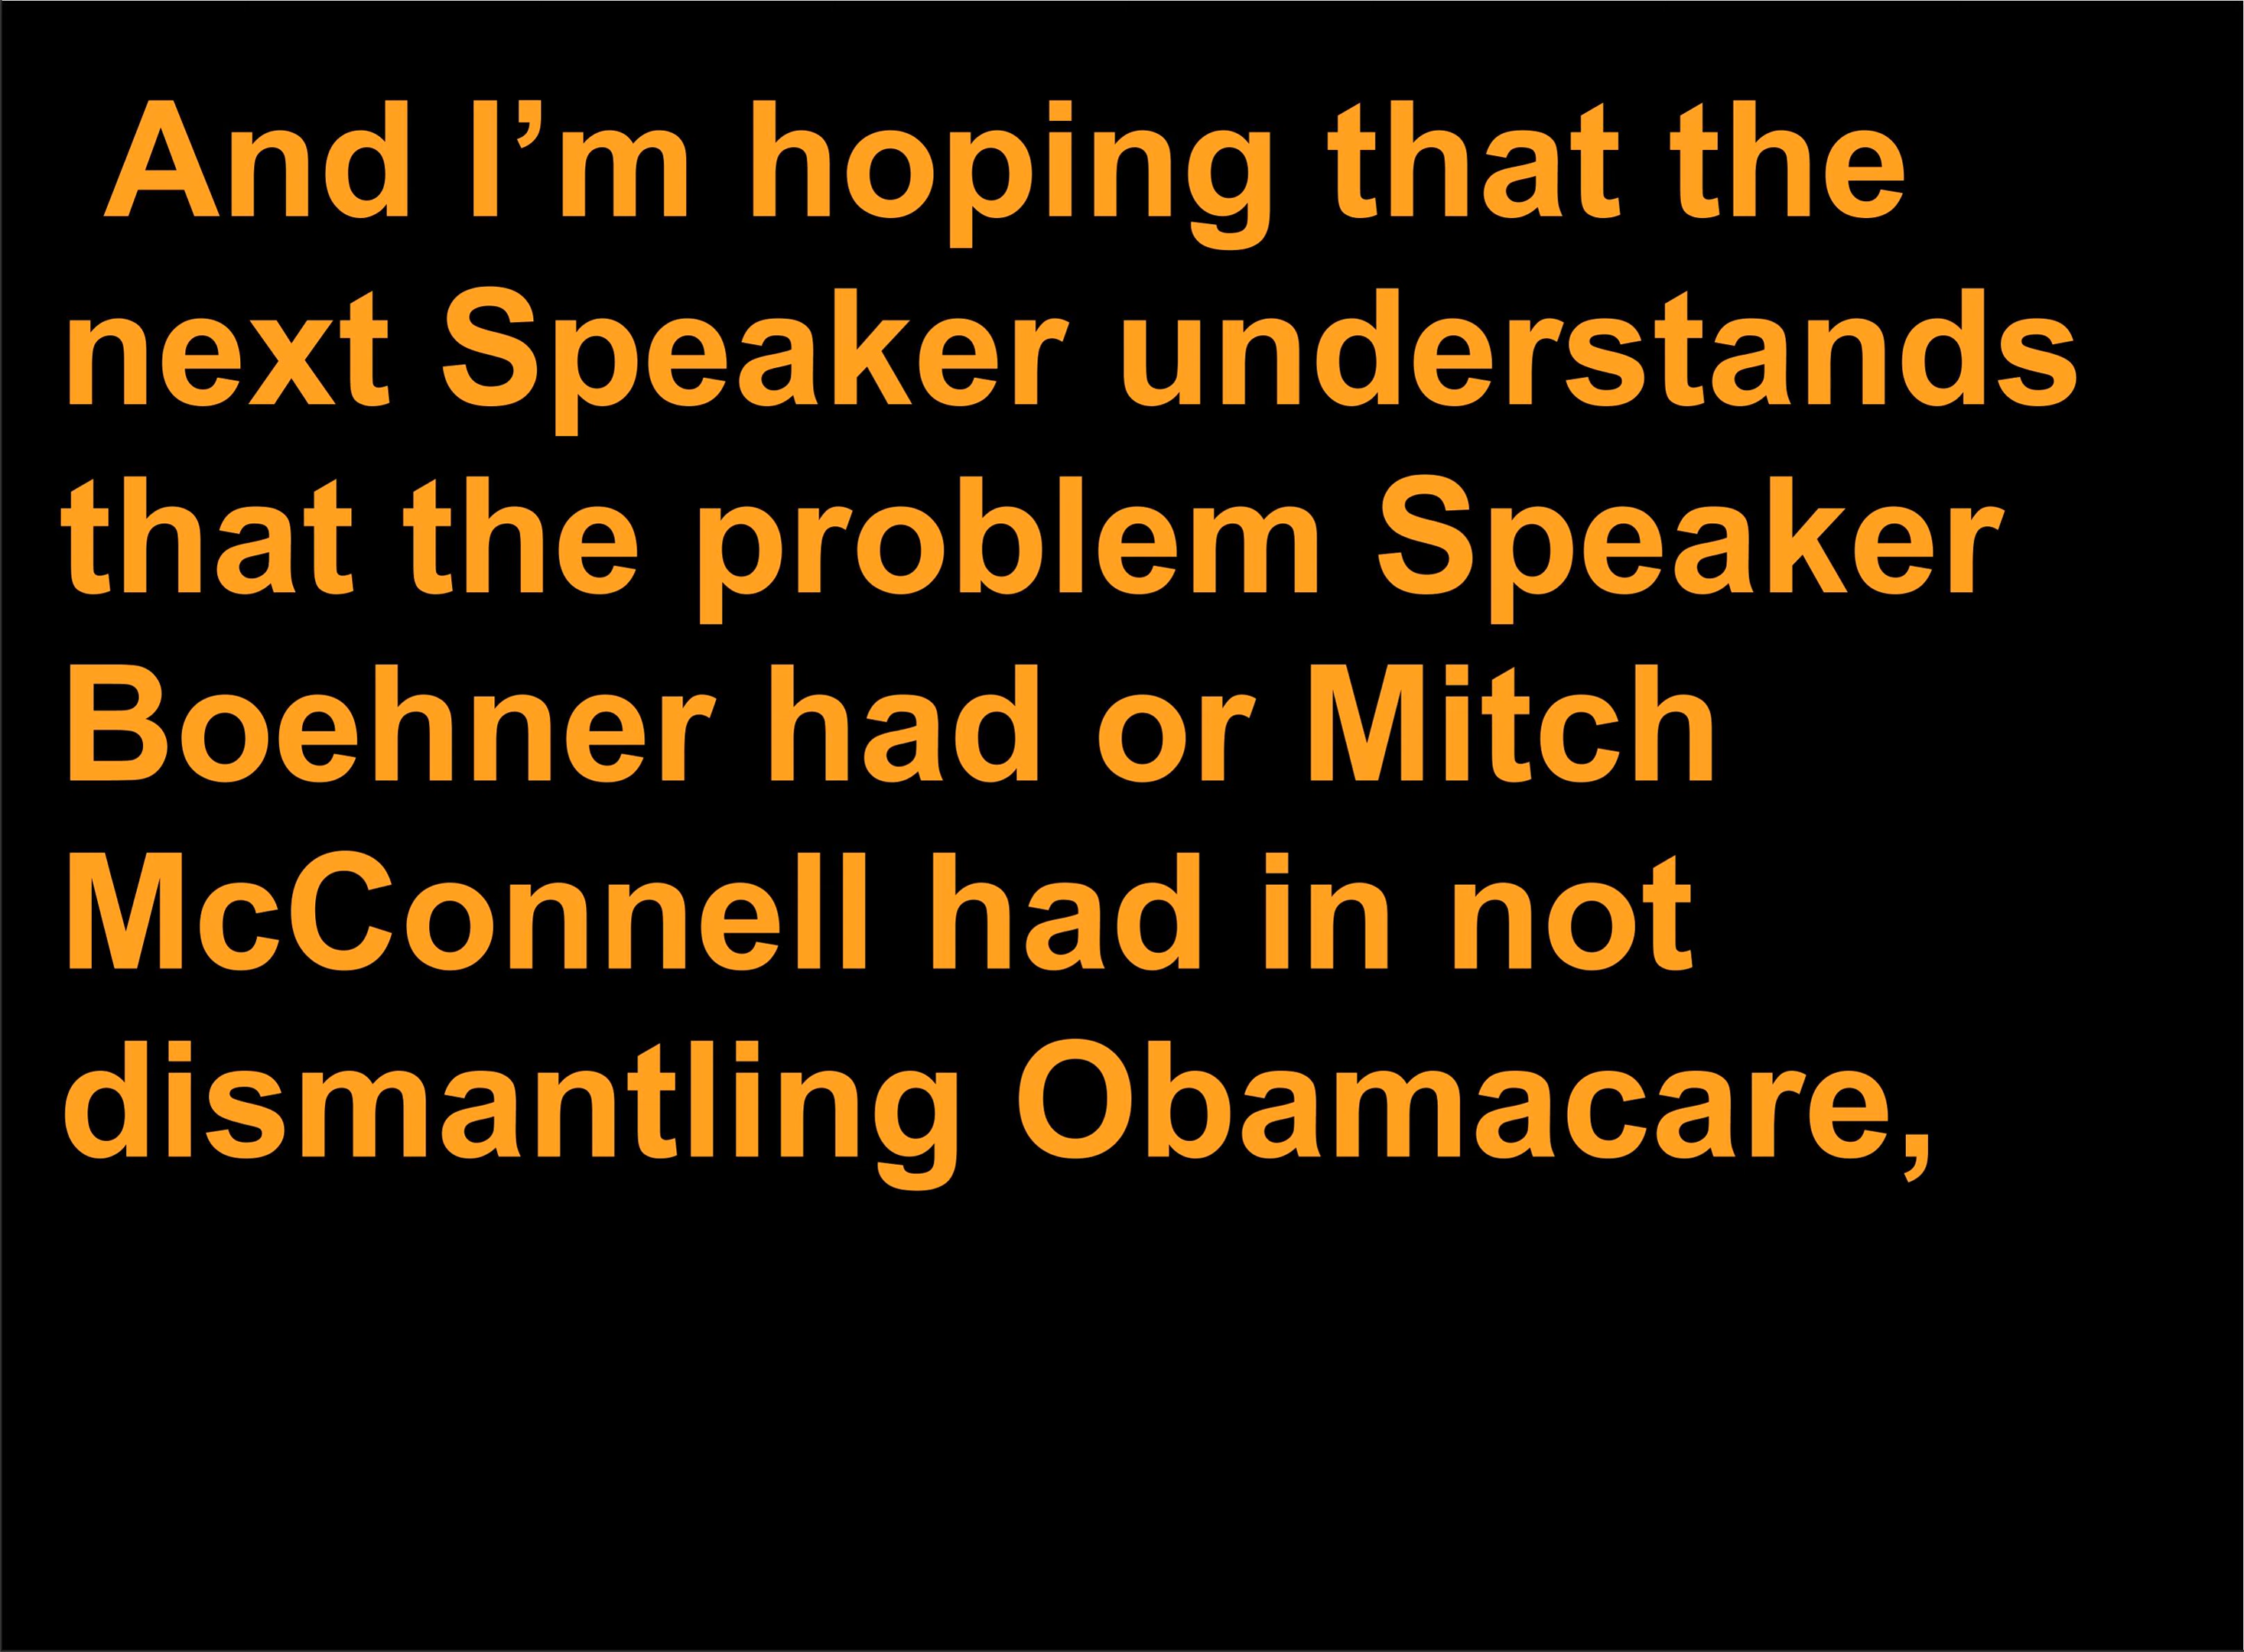 And I’m hoping that the
next Speaker understands
that the problem Speaker
Boehner had or Mitch
McConnell had in not
dismantling Obamacare,